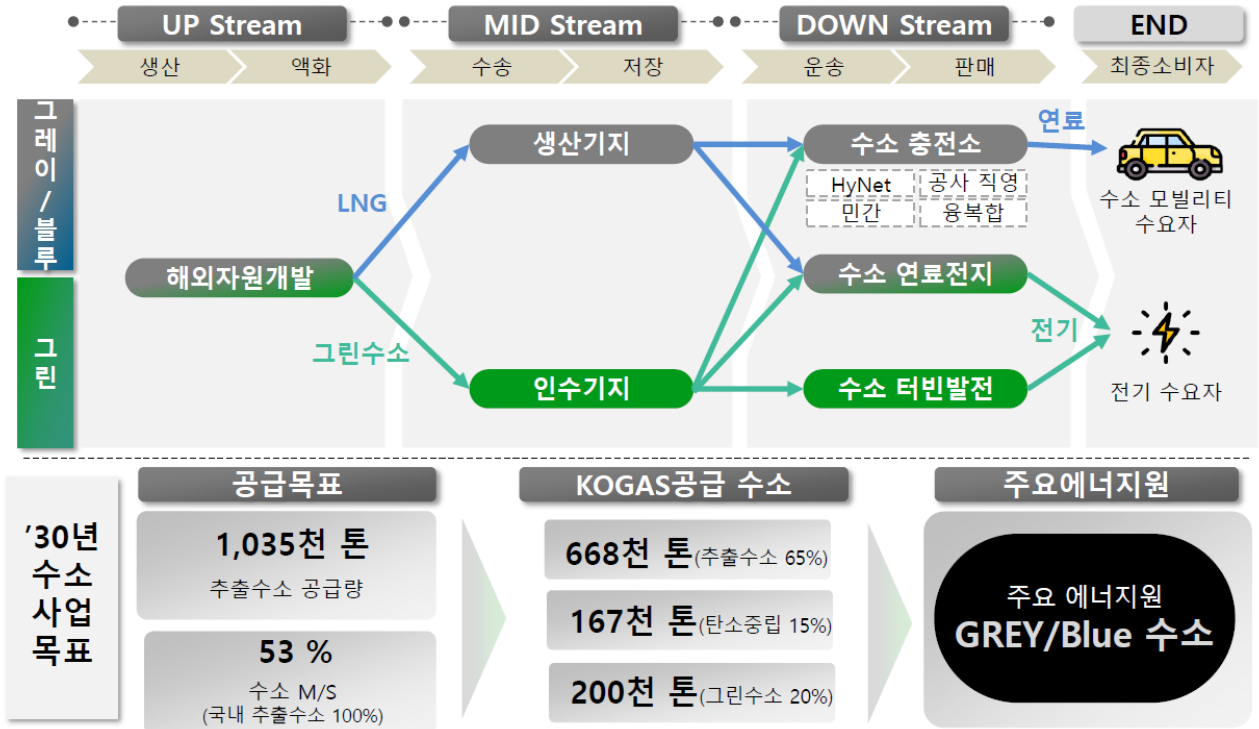 UP Stream
MID Stream
DOWN Stream
END
생산
액화
수송
저장
운송
판매
최종소비자
그레이/블루
그린
해외자원개발
LNG
그린수소
생산기지
인수기지
수소 충전소
HyNet
공사 직영
민간
융복합
수소 연료전지
수소 터빈발전
연료
전기
수소 모빌리티
수요자
전기 수요자
'30년
수소
사업
목표
공급목표
1,035천 톤
추출수소 공급량
53 %
수소 M/S
(국내 추출수소 100%)
KOGAS공급 수소
668천 톤(추출수소 65%)
167천 톤(탄소중립 15%)
200천 톤(그린수소 20%)
주요에너지원
주요 에너지원
GREY/Blue 수소